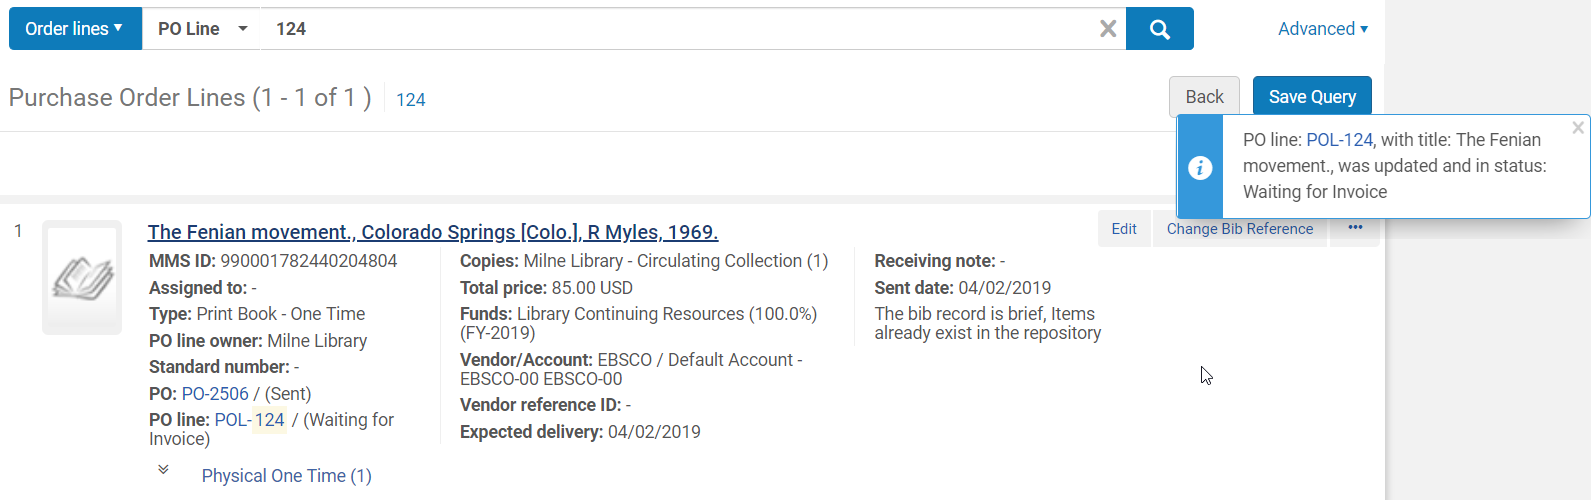 Order lines PO Line 124 Advanced
Purchase Order Lines (1 - 1 of 1 ) 124 Back Save Query
PO line: POL-124, with title: The Fenian
movement., was updated and in status:
Waiting for Invoice
1 The Fenian movement., Colorado Springs [Colo.], R Myles, 1969. Edit Change Bib Reference ...
MMS ID: 990001782440204804
Assigned to: -
Type: Print Book - One Time
PO line owner: Milne Library
Standard number: -
PO: PO-2506 / (Sent)
PO line: POL-124 / (Waiting for
Invoice)
Physical One Time (1)
Copies: Milne Library - Circulating Collection (1)
Total price: 85.00 USD
Funds: Library Continuing Resources (100.0%)
(FY-2019)
Vendor/Account: EBSCO / Default Account -
EBSCO-00 EBSCO-00
Vendor reference ID: -
Expected delivery: 04/02/2019
Receiving note: -
Sent date: 04/02/2019
The bib record is brief, Items
already exist in the repository